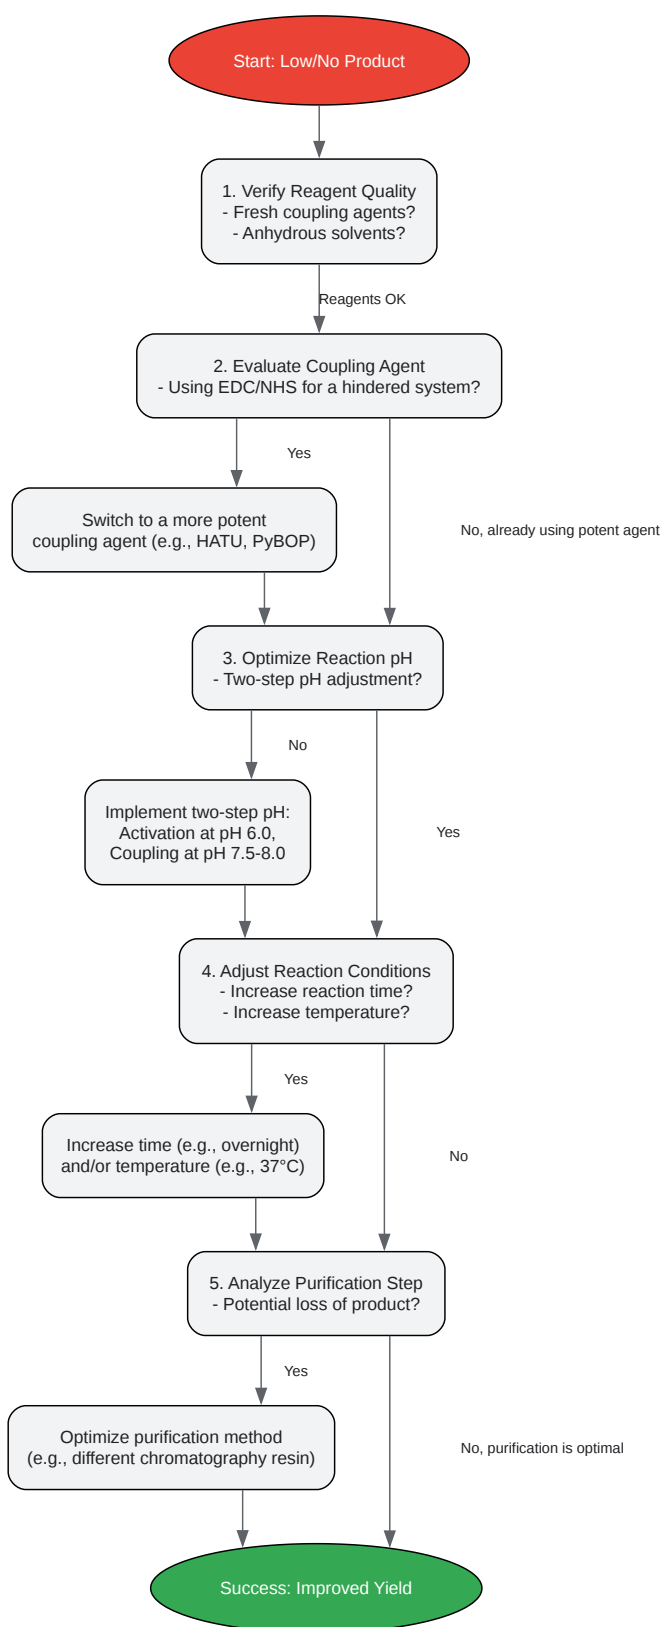 Start: Low/No Product
1. Verify Reagent Quality
- Fresh coupling agents?
- Anhydrous solvents?
Reagents OK
2. Evaluate Coupling Agent
- Using EDC/NHS for a hindered system?
Yes
Switch to a more potent
coupling agent (e.g., HATU, PyBOP)
No, already using potent agent
3. Optimize Reaction pH
- Two-step pH adjustment?
No
Implement two-step pH:
Activation at pH 6.0,
Coupling at pH 7.5-8.0
Yes
4. Adjust Reaction Conditions
- Increase reaction time?
- Increase temperature?
Yes
Increase time (e.g., overnight)
and/or temperature (e.g., 37°C)
No
5. Analyze Purification Step
- Potential loss of product?
Yes
Optimize purification method
(e.g., different chromatography resin)
No, purification is optimal
Success: Improved Yield